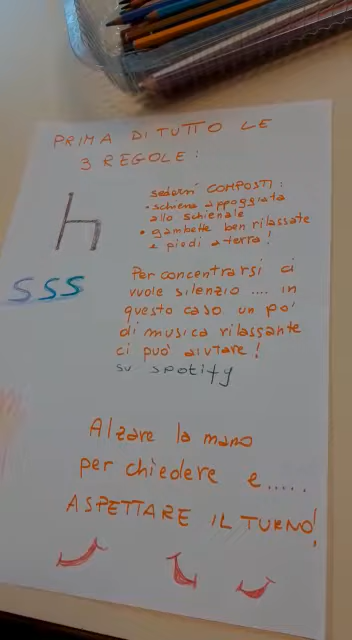 PRIMA DI TUTTO LE
3 REGOLE:
sedersi COMPOSTI:
• schiena appoggiata
allo schienale
• gambette ben rilassate
e piedi a terra!
SSS
Per concentrarsi ci
vuole silenzio .... in
questo caso un po'
di musica rilassante
ci può aiutare!
su spotify
Alzare la mano
per chiedere e.....
ASPETTARE IL TURNO!